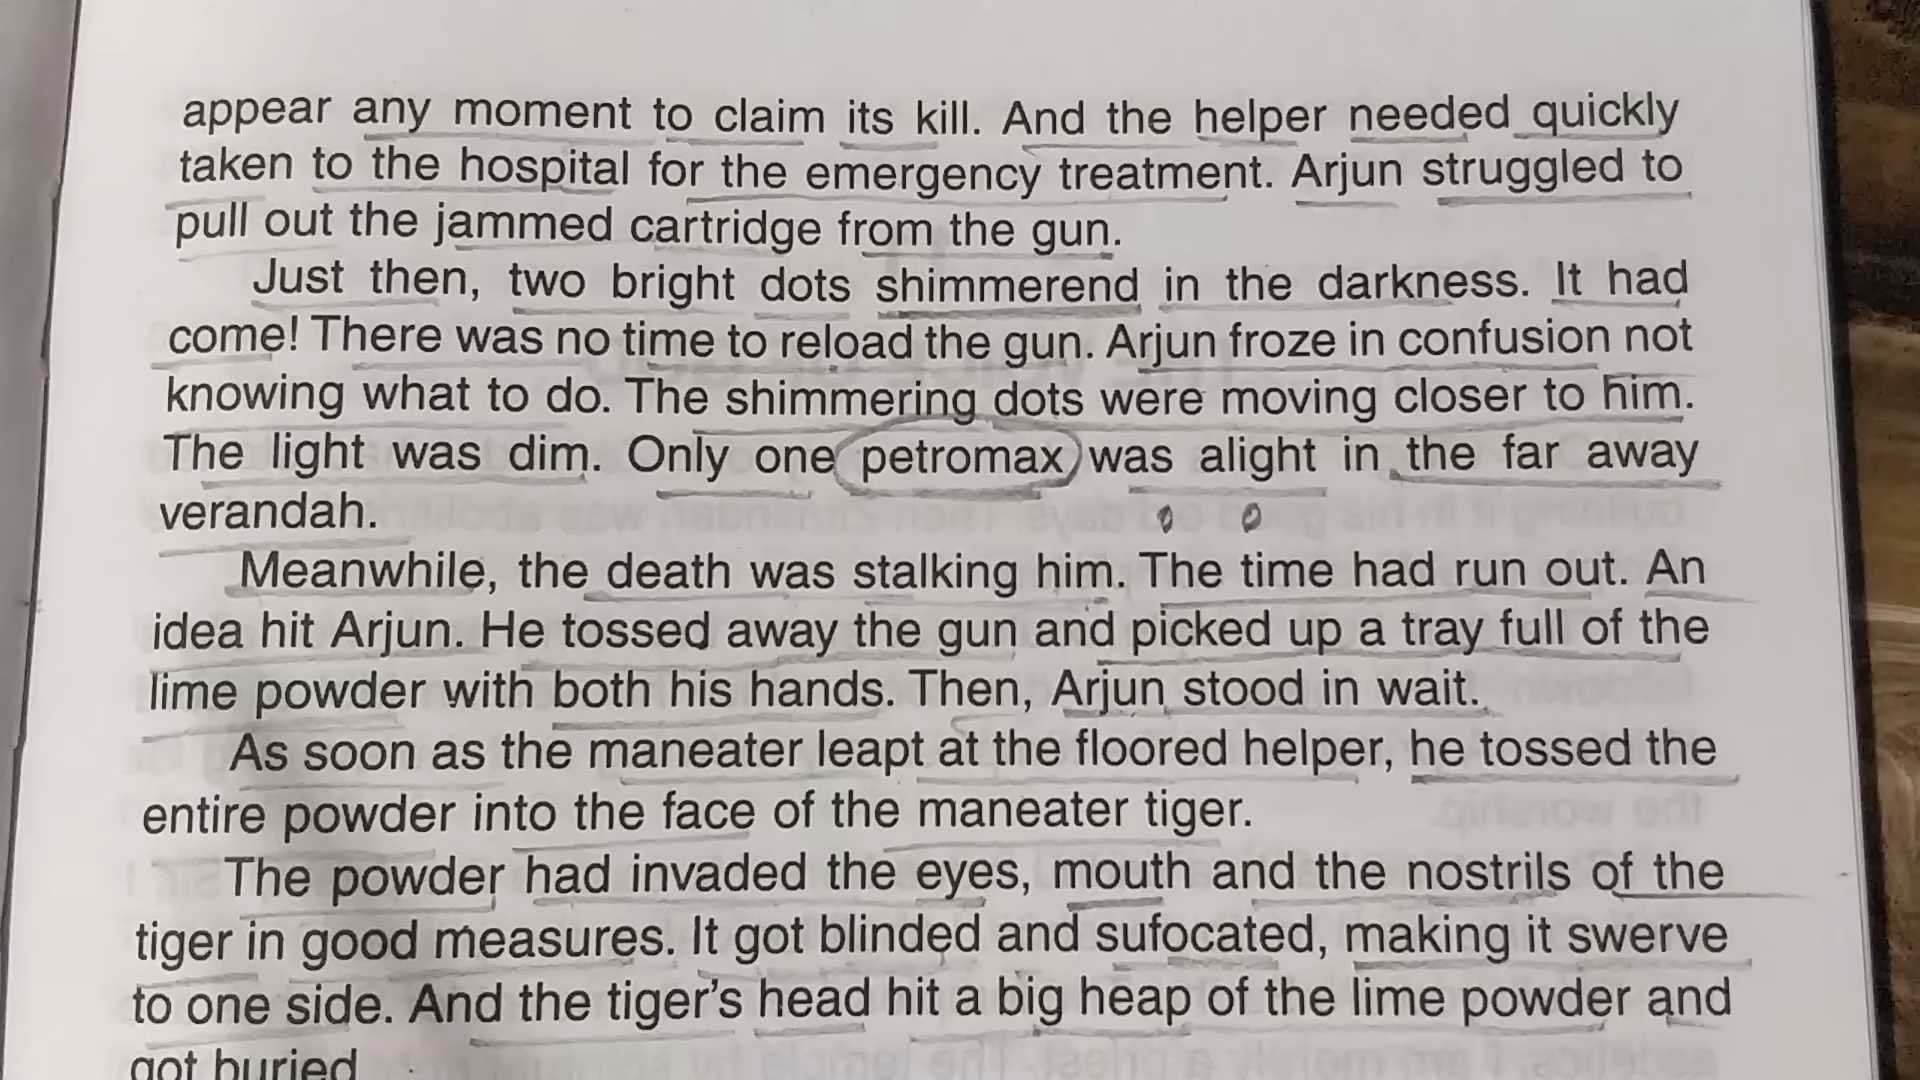 appear any moment to claim its kill. And the helper needed quickly
taken to the hospital for the emergency treatment. Arjun struggled to
pull out the jammed cartridge from the gun.
Just then, two bright dots shimmerend in the darkness. It had
come! There was no time to reload the gun. Arjun froze in confusion not
knowing what to do. The shimmering dots were moving closer to him.
The light was dim. Only one petromax was alight in the far away
verandah.
Meanwhile, the death was stalking him. The time had run out. An
idea hit Arjun. He tossed away the gun and picked up a tray full of the
lime powder with both his hands. Then, Arjun stood in wait.
As soon as the maneater leapt at the floored helper, he tossed the
entire powder into the face of the maneater tiger.
The powder had invaded the eyes, mouth and the nostrils of the
tiger in good measures. It got blinded and sufocated, making it swerve
to one side. And the tiger's head hit a big heap of the lime powder and
got buried